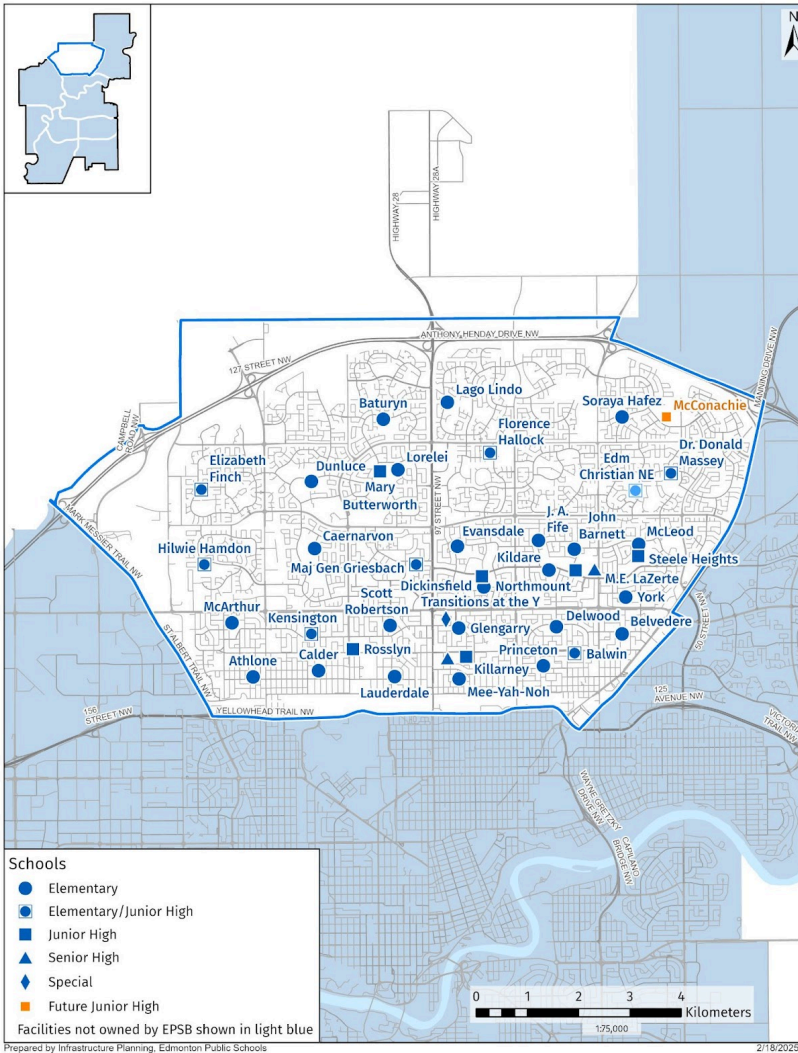 N
HIGHWAY 28
HIGHWAY 28A
ANTHONY HENDAY DRIVE NW
127 STREET NW
MANNING DRIVE NW
CAMPBELL
ROAD NW
Lago Lindo
Baturyn
Soraya Hafez
McConachie
Florence
Hallock
Edm
Christian NE
Dr. Donald
Massey
Elizabeth
Finch
Dunluce
Lorelei
Mary
Butterworth
97 STREET NW
MARK MESSIER TRAIL NW
J. A.
Fife
John
Barnett
Evansdale
McLeod
Caernarvon
Hilwie Hamdon
Kildare
Steele Heights
Maj Gen Griesbach
Dickinsfield
Northmount
M.E. LaZerte
Transitions at the Y
York
Scott
Robertson
McArthur
Kensington
Delwood
Belvedere
Glengarry
50 STREET NW
ST.ALBERT TRAIL NW
Rosslyn
Princeton
Balwin
Athlone
Calder
Killarney
Lauderdale
Mee-Yah-Noh
125
AVENUE NW
156
STREET NW
YELLOWHEAD TRAIL NW
VICTORIA
TRAIL NW
WAYNE GRETZKY
DRIVE NW
CAPILANO
BRIDGE NW
Schools
Elementary
Elementary/Junior High
Junior High
Senior High
Special
Future Junior High
Facilities not owned by EPSB shown in light blue
0 1 2 3 4
Kilometers
1:75,000
Prepared by Infrastructure Planning, Edmonton Public Schools
2/18/2025